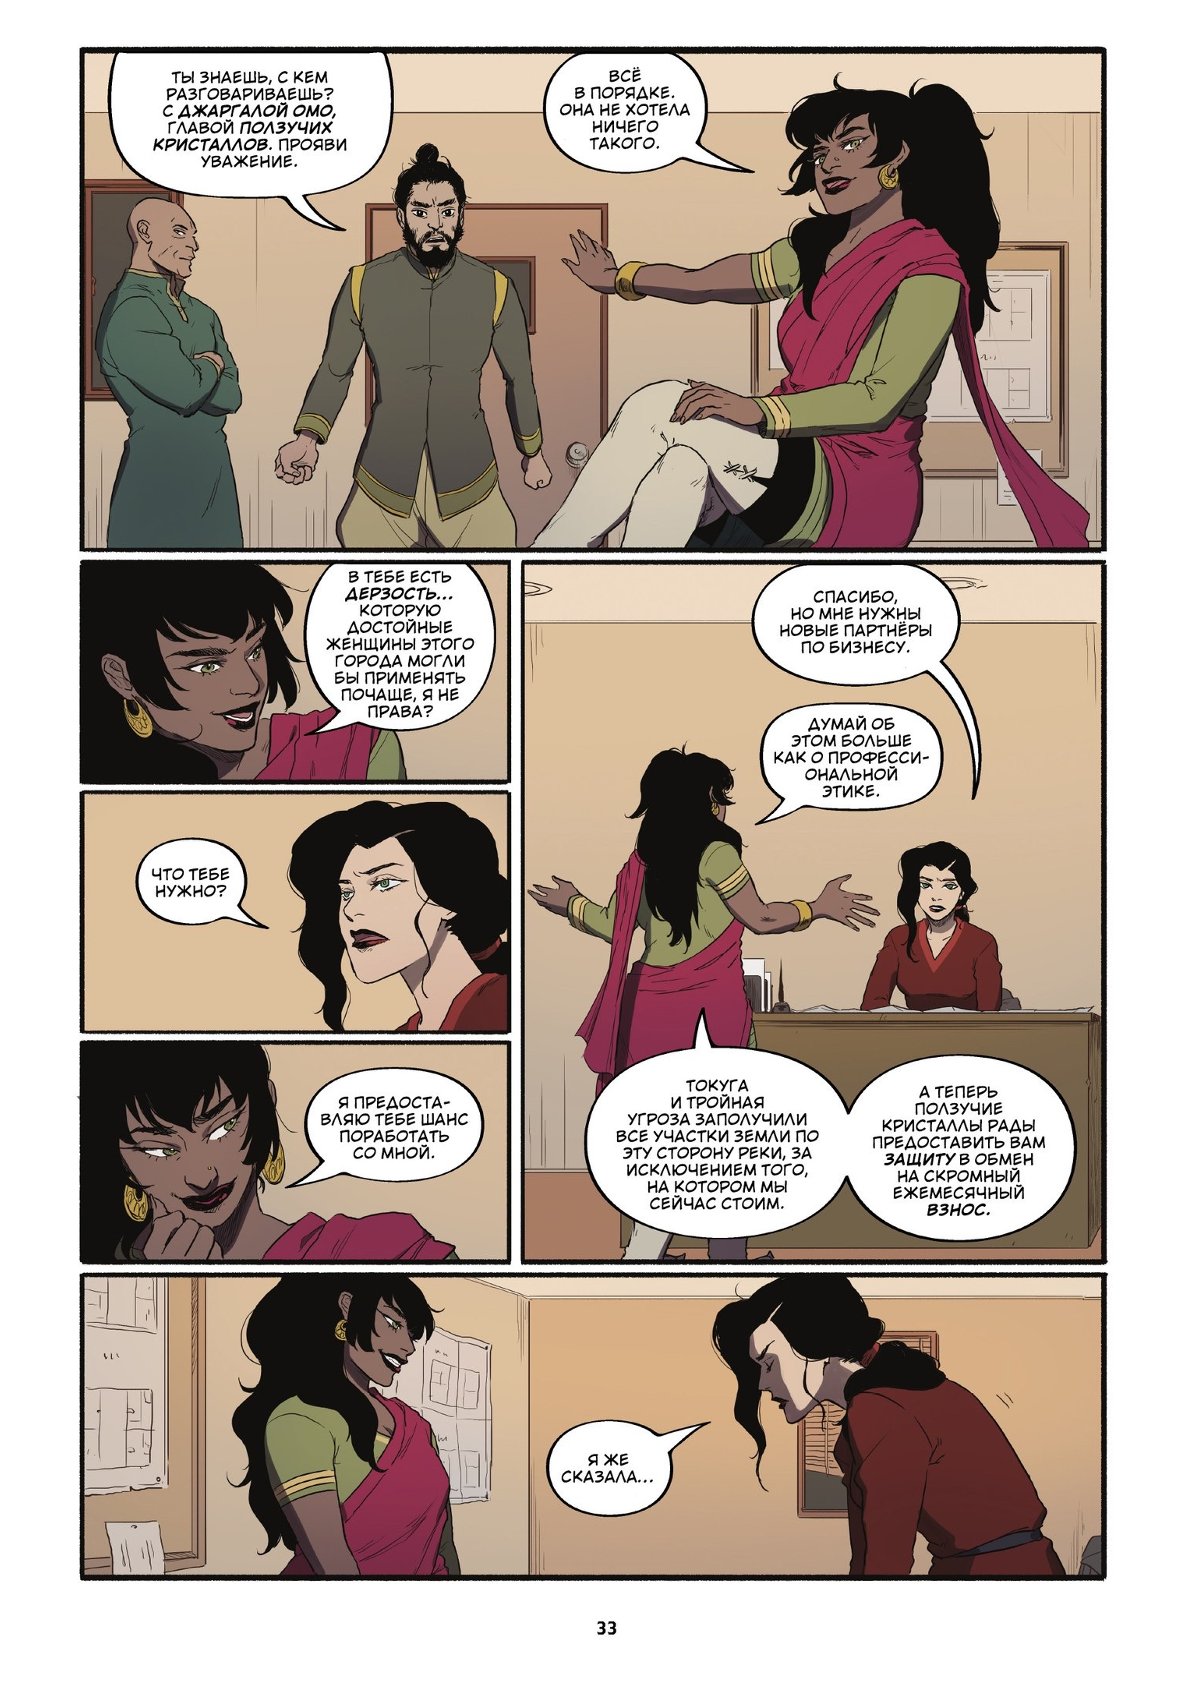 ТЫ ЗНАЕШЬ, С КЕМ
РАЗГОВАРИВАЕШЬ?
С ДЖАРГАЛОЙ ОМО,
ГЛАВОЙ ПОЛЗУЧИХ
КРИСТАЛЛОВ. ПРОЯВИ
УВАЖЕНИЕ.
ВСЁ
В ПОРЯДКЕ.
ОНА НЕ ХОТЕЛА
НИЧЕГО
ТАКОГО.
В ТЕБЕ ЕСТЬ
ДЕРЗОСТЬ...
КОТОРУЮ
ДОСТОЙНЫЕ
ЖЕНЩИНЫ ЭТОГО
ГОРОДА МОГЛИ
БЫ ПРИМЕНЯТЬ
ПОЧАЩЕ, Я НЕ
ПРАВА?
ЧТО ТЕБЕ
НУЖНО?
Я ПРЕДОСТА-
ВЛЯЮ ТЕБЕ ШАНС
ПОРАБОТАТЬ
СО МНОЙ.
СПАСИБО,
НО МНЕ НУЖНЫ
НОВЫЕ ПАРТНЁРЫ
ПО БИЗНЕСУ.
ДУМАЙ ОБ
ЭТОМ БОЛЬШЕ
КАК О ПРОФЕССИ-
ОНАЛЬНОЙ
ЭТИКЕ.
ТОКУГА
И ТРОЙНАЯ
УГРОЗА ЗАПОЛУЧИЛИ
ВСЕ УЧАСТКИ ЗЕМЛИ ПО
ЭТУ СТОРОНУ РЕКИ, ЗА
ИСКЛЮЧЕНИЕМ ТОГО,
НА КОТОРОМ МЫ
СЕЙЧАС СТОИМ.
А ТЕПЕРЬ
ПОЛЗУЧИЕ
КРИСТАЛЛЫ РАДЫ
ПРЕДОСТАВИТЬ ВАМ
ЗАЩИТУ В ОБМЕН
НА СКРОМНЫЙ
ЕЖЕМЕСЯЧНЫЙ
ВЗНОС.
Я ЖЕ
СКАЗАЛА...
33